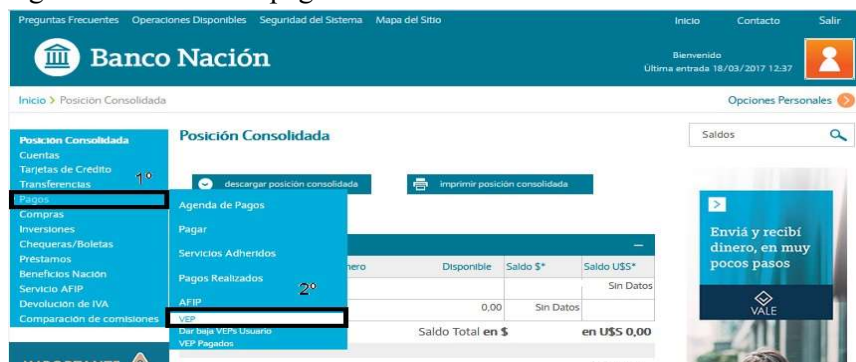 Preguntas Frecuentes Operaciones Disponibles Seguridad del Sistema Mapa del Sitio Inicio Contacto Salir
Banco Nación
Bienvenido
Última entrada 18/03/2017 12:37
Inicio > Posición Consolidada
Opciones Personales
Posición Consolidada
Cuentas
Tarjetas de Crédito
Transferencias
1º
Pagos
Compras
Inversiones
Chequeras/Boletas
Préstamos
Beneficios Nación
Servicio AFIP
Devolución de IVA
Comparación de comisiones
Agenda de Pagos
Pagar
Servicios Adheridos
Pagos Realizados
2º
AFIP
VEP
Dar baja VEPs Usuario
VEP Pagados
Posición Consolidada
descargar posición consolidada
imprimir posición consolidada
Disponible Saldo $* Saldo U$S*
Sin Datos
0,00 Sin Datos
Saldo Total en $ en U$S 0,00
Saldos
Enviá y recibí
dinero, en muy
pocos pasos
VALE